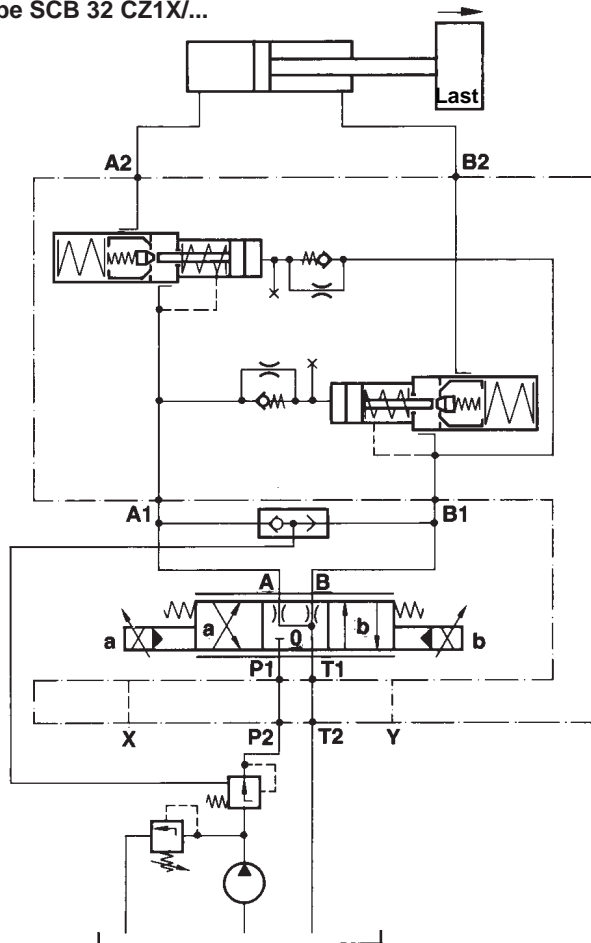 pe SCB 32 CZ1X/...
Last
A2
B2
A1
B1
A B
a a 0 b b
P1 T1
X P2 T2 Y